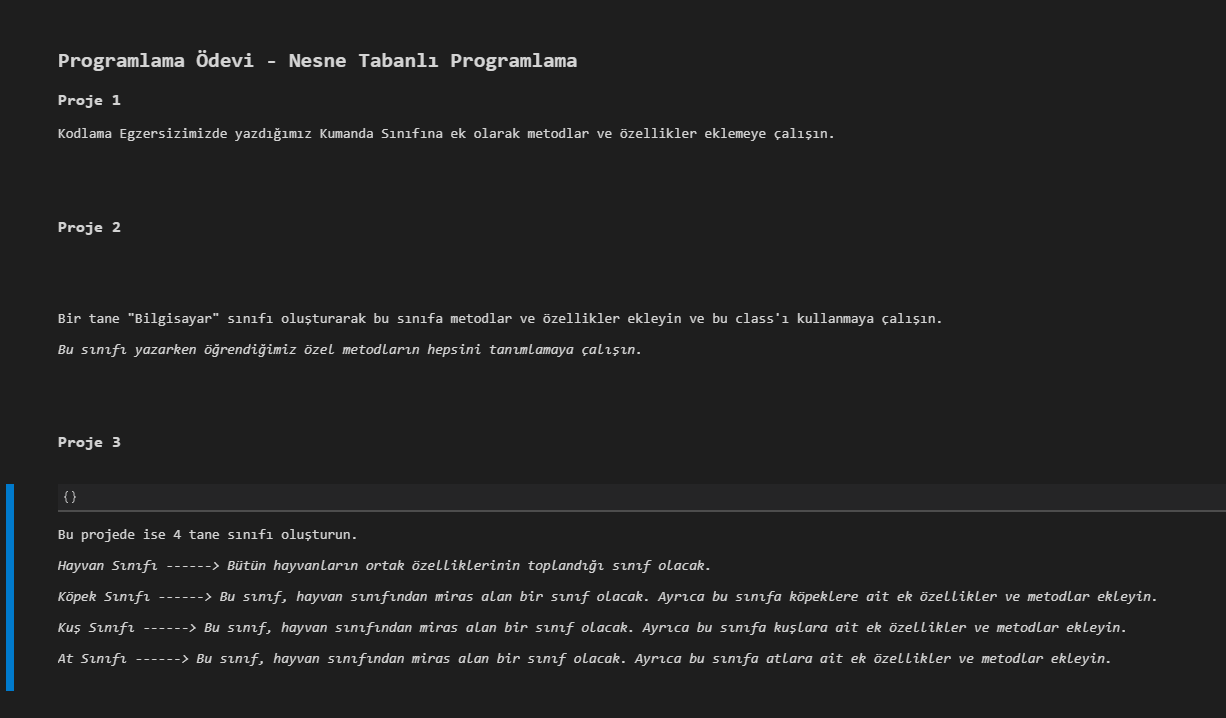 Programlama Ödevi - Nesne Tabanlı Programlama
Proje 1
Kodlama Egzersizimizde yazdığımız Kumanda Sınıfına ek olarak metodlar ve özellikler eklemeye çalışın.
Proje 2
Bir tane "Bilgisayar" sınıfı oluşturarak bu sınıfa metodlar ve özellikler ekleyin ve bu class'ı kullanmaya çalışın.
Bu sınıfı yazarken öğrendiğimiz özel metodların hepsini tanımlamaya çalışın.
Proje 3
{}
Bu projede ise 4 tane sınıfı oluşturun.
Hayvan Sınıfı ------> Bütün hayvanların ortak özelliklerinin toplandığı sınıf olacak.
Köpek Sınıfı ------> Bu sınıf, hayvan sınıfından miras alan bir sınıf olacak. Ayrıca bu sınıfa köpeklere ait ek özellikler ve metodlar ekleyin.
Kuş Sınıfı ------> Bu sınıf, hayvan sınıfından miras alan bir sınıf olacak. Ayrıca bu sınıfa kuşlara ait ek özellikler ve metodlar ekleyin.
At Sınıfı ------> Bu sınıf, hayvan sınıfından miras alan bir sınıf olacak. Ayrıca bu sınıfa atlara ait ek özellikler ve metodlar ekleyin.